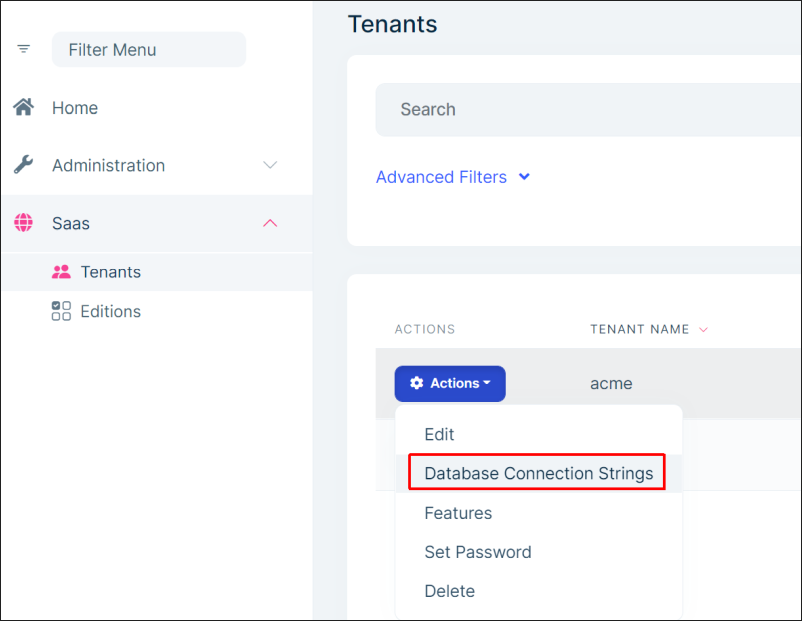 Filter Menu
Home
Administration
Saas
Tenants
Editions
Tenants
Search
Advanced Filters
ACTIONS
TENANT NAME
Actions
acme
Edit
Database Connection Strings
Features
Set Password
Delete